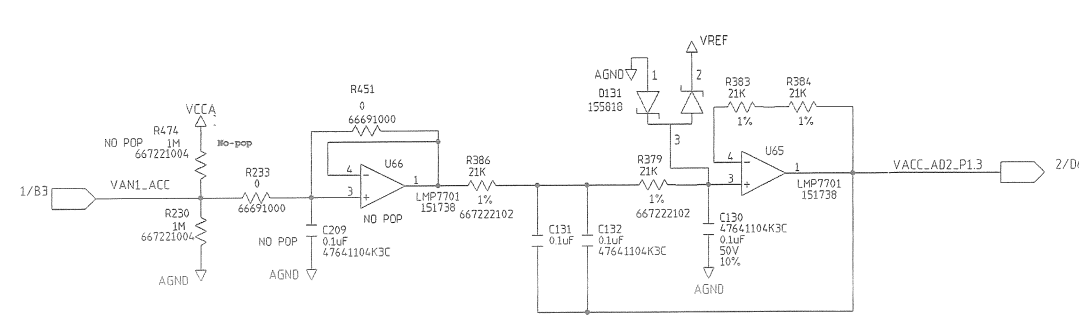 VREF
AGND 1 2
D131
155818
R383 R384
21K 21K
1% 1%
3
R451
0
66691000
VCCA
R474
NO POP 1M No-pop
667221004
4 U66
1
3
LMP7701
151738
NO POP
R386
21K
1%
667222102
R379
21K
1%
667222102
4 U65
1
3
LMP7701
151738
VACC_AD2_P1.3
1/B3
VAN1_ACC
R233
0
66691000
R230
1M
667221004
AGND
C209
NO POP 0.1uF
47641104K3C
AGND
C131
0.1uF
C132
0.1uF
47641104K3C
C130
47641104K3C
0.1uF
50V
10%
AGND